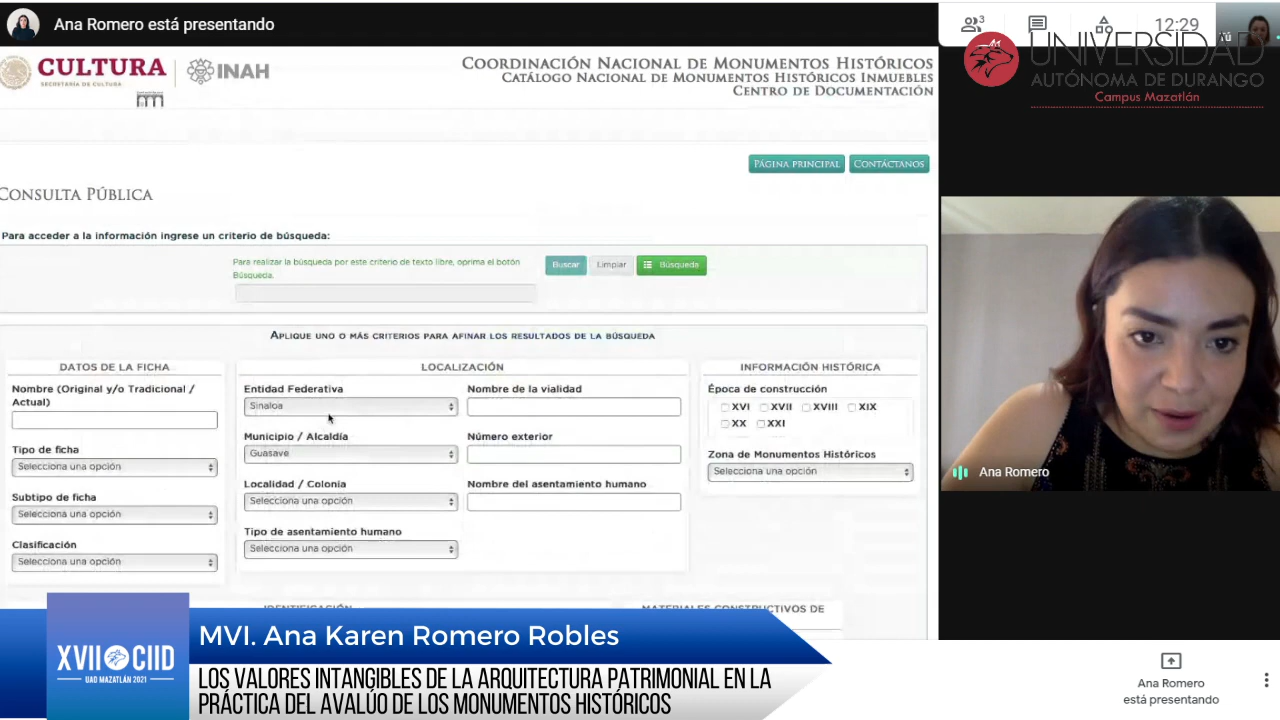 Ana Romero está presentando
3
12:29
Tú
UNIVERSIDAD
AUTÓNOMA DE DURANGO
Campus Mazatlán
CULTURA
SECRETARÍA DE CULTURA
INAH
COORDINACIÓN NACIONAL DE MONUMENTOS HISTÓRICOS
CATÁLOGO NACIONAL DE MONUMENTOS HISTÓRICOS INMUEBLES
CENTRO DE DOCUMENTACIÓN
PÁGINA PRINCIPAL
CONTÁCTANOS
CONSULTA PÚBLICA
Para acceder a la información ingrese un criterio de búsqueda:
Para realizar la búsqueda por este criterio de texto libre, oprima el botón
Búsqueda.
Buscar
Limpiar
Búsqueda
APLIQUE UNO O MÁS CRITERIOS PARA AFINAR LOS RESULTADOS DE LA BÚSQUEDA
DATOS DE LA FICHA
Nombre (Original y/o Tradicional /
Actual)
Tipo de ficha
Selecciona una opción
Subtipo de ficha
Selecciona una opción
Clasificación
Selecciona una opción
LOCALIZACIÓN
Entidad Federativa
Sinaloa
Municipio / Alcaldía
Guasave
Localidad / Colonia
Selecciona una opción
Tipo de asentamiento humano
Selecciona una opción
Nombre de la vialidad
Número exterior
Nombre del asentamiento humano
INFORMACIÓN HISTÓRICA
Época de construcción
XVI XVII XVIII XIX
XX XXI
Zona de Monumentos Históricos
Selecciona una opción
IDENTIFICACIÓN
MATERIALES CONSTRUCTIVOS DE
Ana Romero
XVII CIID
UAD MAZATLÁN 2021
MVI. Ana Karen Romero Robles
LOS VALORES INTANGIBLES DE LA ARQUITECTURA PATRIMONIAL EN LA
PRÁCTICA DEL AVALÚO DE LOS MONUMENTOS HISTÓRICOS
Ana Romero
está presentando